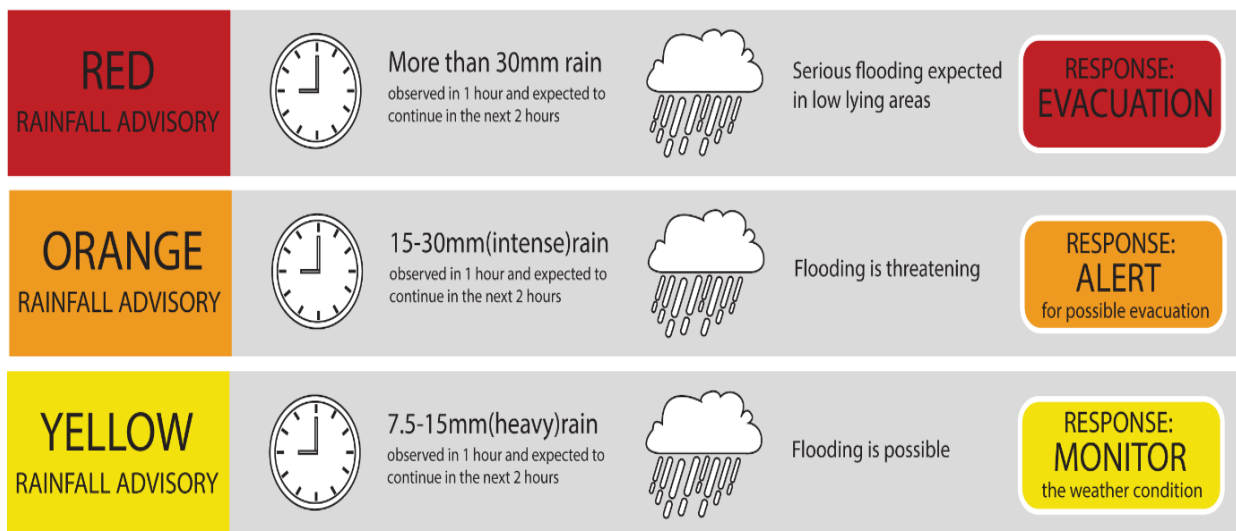 RED
RAINFALL ADVISORY
More than 30mm rain
observed in 1 hour and expected to
continue in the next 2 hours
Serious flooding expected
in low lying areas
RESPONSE:
EVACUATION
ORANGE
RAINFALL ADVISORY
15-30mm(intense)rain
observed in 1 hour and expected to
continue in the next 2 hours
Flooding is threatening
RESPONSE:
ALERT
for possible evacuation
YELLOW
RAINFALL ADVISORY
7.5-15mm(heavy)rain
observed in 1 hour and expected to
continue in the next 2 hours
Flooding is possible
RESPONSE:
MONITOR
the weather condition